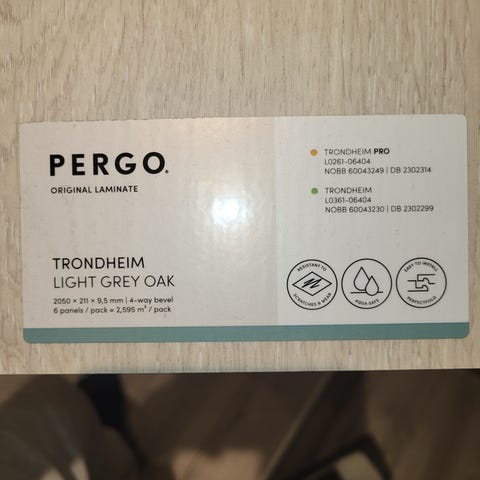 PERGO.
ORIGINAL LAMINATE
TRONDHEIM
LIGHT GREY OAK
2050 × 211 × 9,5 mm | 4-way bevel
6 panels / pack = 2,595 m² / pack
TRONDHEIM PRO
L0261-06404
NOBB 60043249 | DB 2302314
TRONDHEIM
L0361-06404
NOBB 60043230 | DB 2302299
RESISTANT TO
SCRATCHES & WEAR
AQUA SAFE
EASY TO INSTALL
PERFECTFOLD